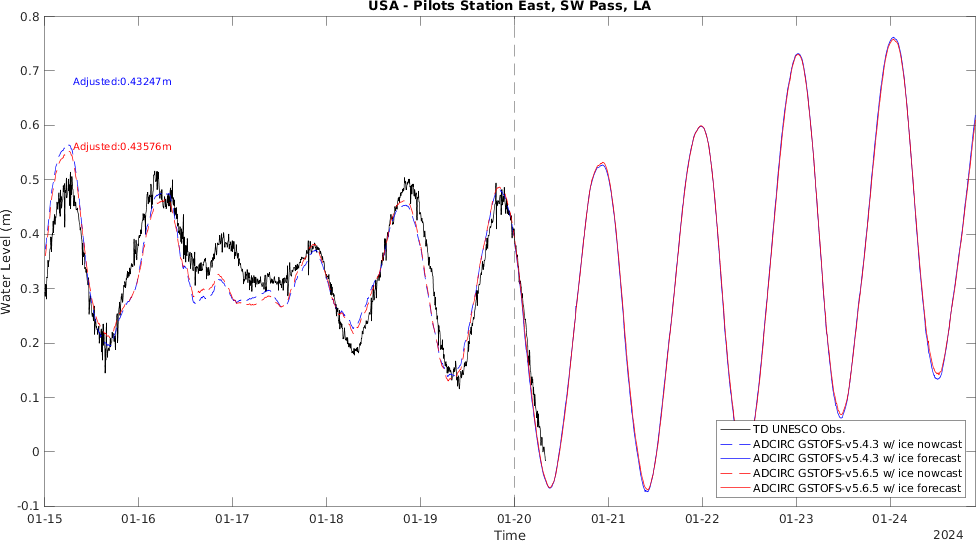 USA - Pilots Station East, SW Pass, LA
0.8
0.7
0.6
0.5
0.4
0.3
0.2
0.1
0
-0.1
Water Level (m)
Adjusted:0.43247m
Adjusted:0.43576m
TD UNESCO Obs.
ADCIRC GSTOFS-v5.4.3 w/ ice nowcast
ADCIRC GSTOFS-v5.4.3 w/ ice forecast
ADCIRC GSTOFS-v5.6.5 w/ ice nowcast
ADCIRC GSTOFS-v5.6.5 w/ ice forecast
01-15 01-16 01-17 01-18 01-19 01-20 01-21 01-22 01-23 01-24
Time
2024